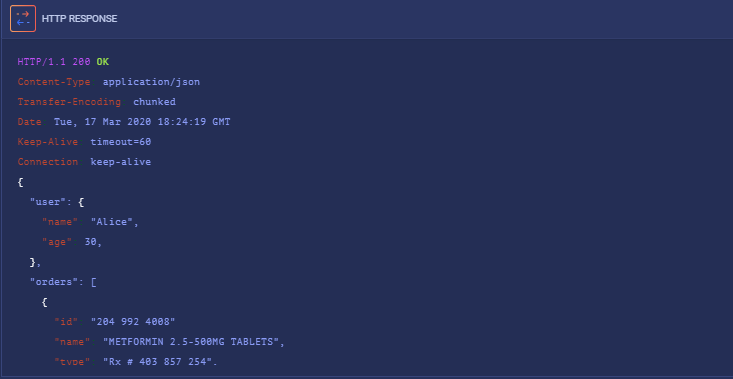 HTTP RESPONSE
HTTP/1.1 200 OK
Content-Type application/json
Transfer-Encoding chunked
Date Tue, 17 Mar 2020 18:24:19 GMT
Keep-Alive timeout=60
Connection keep-alive
{
"user": {
"name" "Alice",
"age" 30,
},
"orders": [
{
"id" "204 992 4008"
"name" "METFORMIN 2.5-500MG TABLETS",
"type" "Rx # 403 857 254",